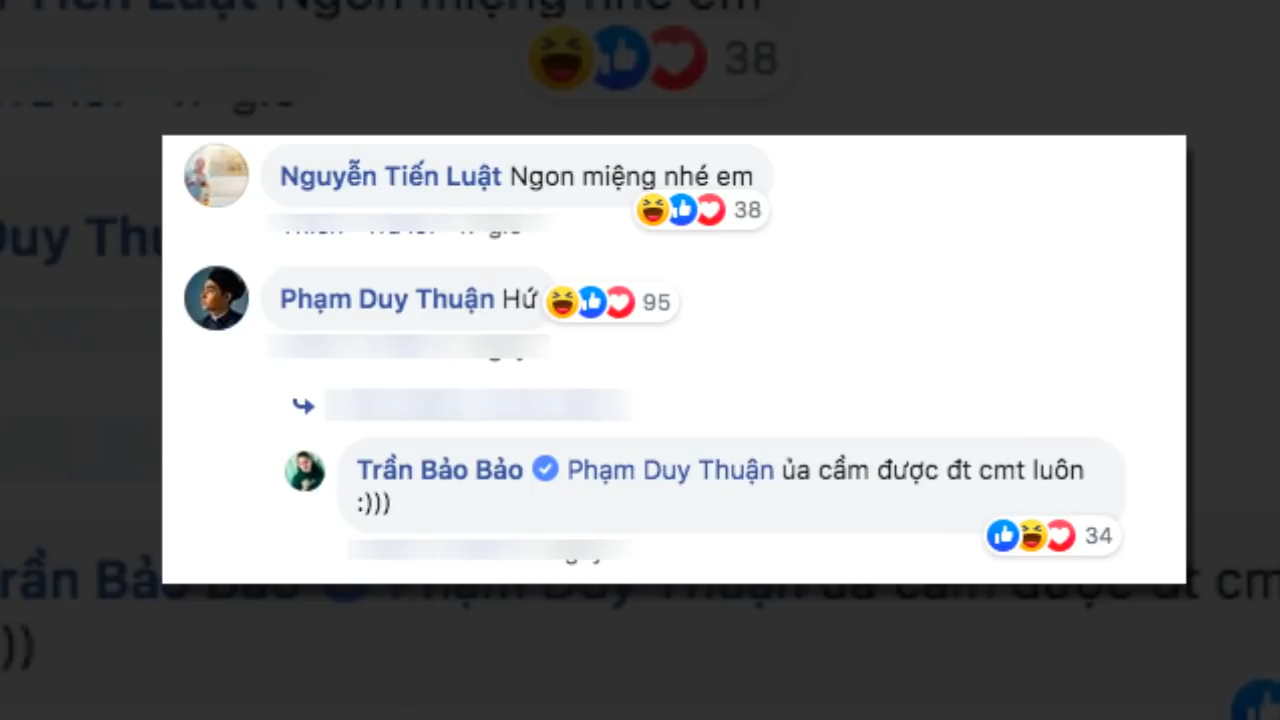 Nguyễn Tiến Luật Ngon miệng nhé em
38
Phạm Duy Thuận Hứ
95
Trần Bảo Bảo Phạm Duy Thuận ủa cầm được đt cmt luôn
:)))
34